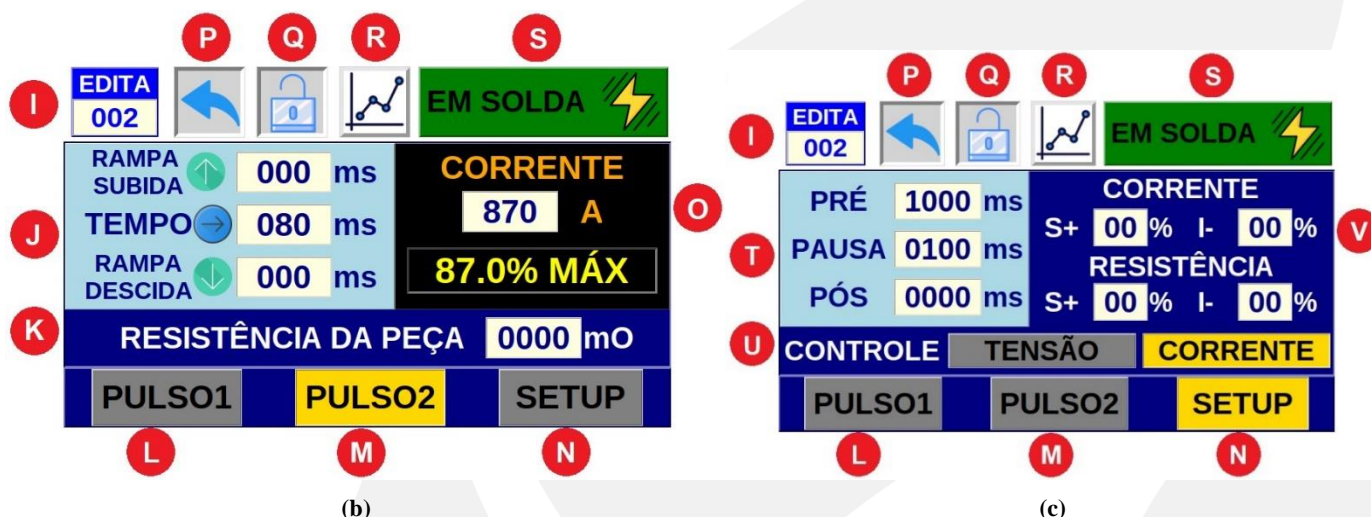 P Q R S
I EDITA 002 EM SOLDA
RAMPA SUBIDA 000 ms
J TEMPO 080 ms
RAMPA DESCIDA 000 ms
CORRENTE
870 A O
87.0% MÁX
K RESISTÊNCIA DA PEÇA 0000 mO
PULSO1 PULSO2 SETUP
L M N
(b)
P Q R S
I EDITA 002 EM SOLDA
PRÉ 1000 ms
T PAUSA 0100 ms
PÓS 0000 ms
CORRENTE
S+ 00 % I- 00 % V
RESISTÊNCIA
S+ 00 % I- 00 %
U CONTROLE TENSÃO CORRENTE
PULSO1 PULSO2 SETUP
L M N
(c)